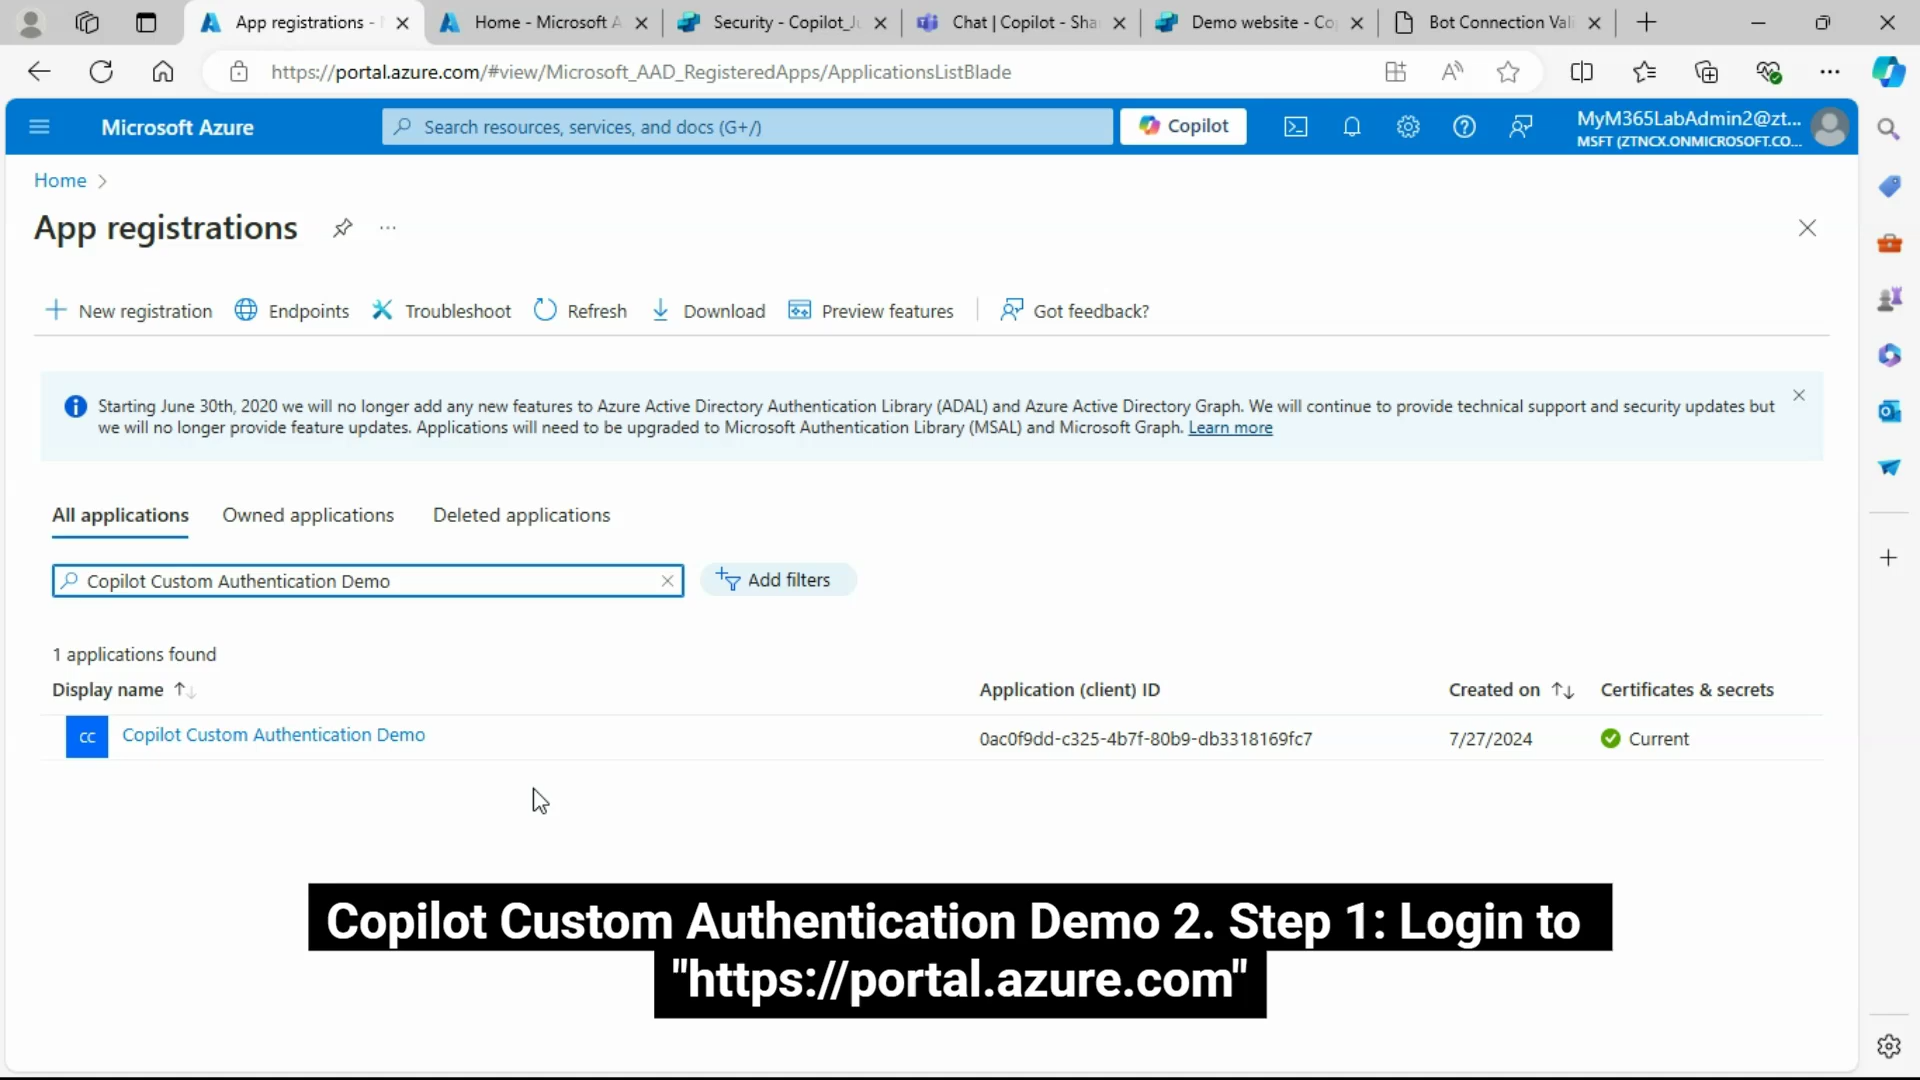 App registrations -
Home - Microsoft A
Security - Copilot_J
Chat | Copilot - Sha
Demo website - Co
Bot Connection Vali
https://portal.azure.com/#view/Microsoft_AAD_RegisteredApps/ApplicationsListBlade
Microsoft Azure
Search resources, services, and docs (G+/)
Copilot
MyM365LabAdmin2@zt...
MSFT (ZTNCX.ONMICROSOFT.CO...
Home
App registrations
New registration
Endpoints
Troubleshoot
Refresh
Download
Preview features
Got feedback?
Starting June 30th, 2020 we will no longer add any new features to Azure Active Directory Authentication Library (ADAL) and Azure Active Directory Graph. We will continue to provide technical support and security updates but
we will no longer provide feature updates. Applications will need to be upgraded to Microsoft Authentication Library (MSAL) and Microsoft Graph. Learn more
All applications
Owned applications
Deleted applications
Copilot Custom Authentication Demo
Add filters
1 applications found
Display name
Application (client) ID
Created on
Certificates & secrets
CC
Copilot Custom Authentication Demo
0ac0f9dd-c325-4b7f-80b9-db3318169fc7
7/27/2024
Current
Copilot Custom Authentication Demo 2. Step 1: Login to
"https://portal.azure.com"